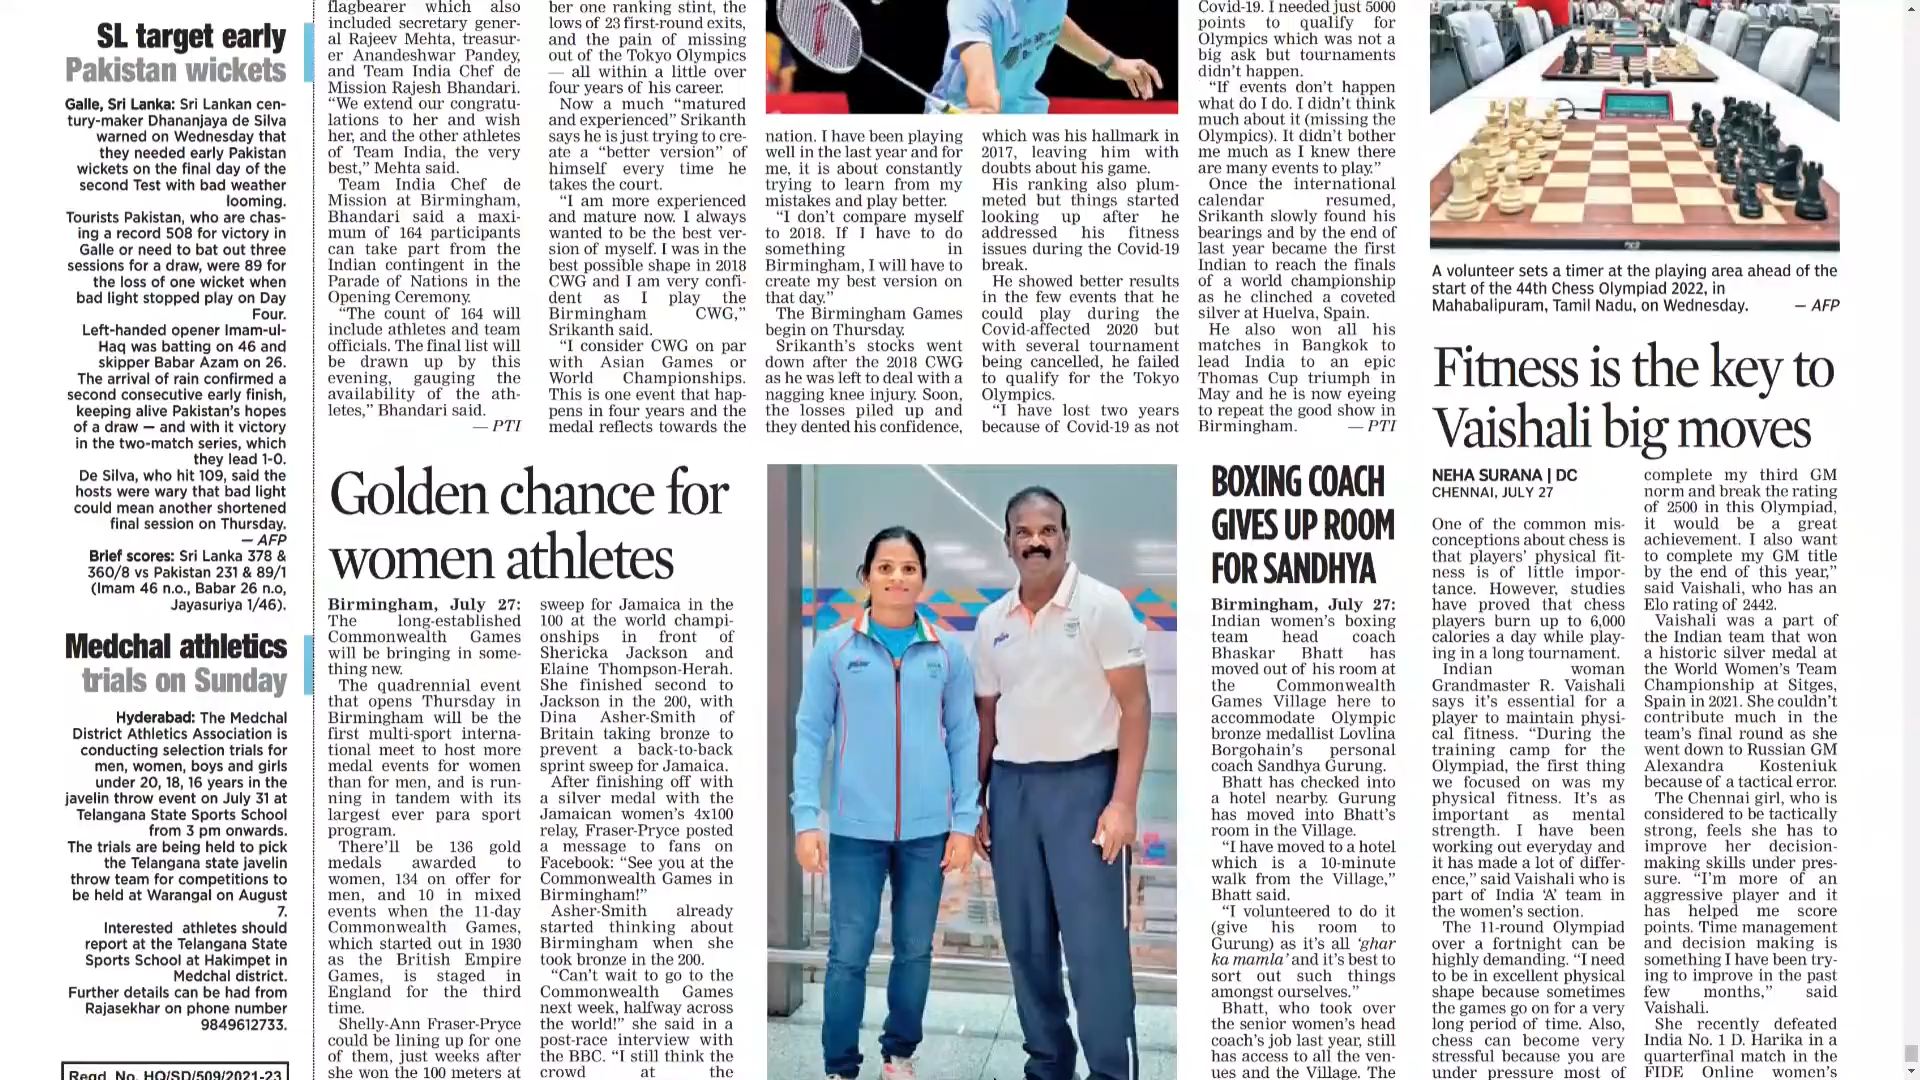 SL target early
Pakistan wickets
Galle, Sri Lanka: Sri Lankan cen-
tury-maker Dhananjaya de Silva
warned on Wednesday that
they needed early Pakistan
wickets on the final day of the
second Test with bad weather
looming.
Tourists Pakistan, who are chas-
ing a record 508 for victory in
Galle or need to bat out three
sessions for a draw, were 89 for
the loss of one wicket when
bad light stopped play on Day
Four.
Left-handed opener Imam-ul-
Haq was batting on 46 and
skipper Babar Azam on 26.
The arrival of rain confirmed a
second consecutive early finish,
keeping alive Pakistan's hopes
of a draw — and with it victory
in the two-match series, which
they lead 1-0.
De Silva, who hit 109, said the
hosts were wary that bad light
could mean another shortened
final session on Thursday.
— AFP
Brief scores: Sri Lanka 378 &
360/8 vs Pakistan 231 & 89/1
(Imam 46 n.o., Babar 26 n.o,
Jayasuriya 1/46).
Medchal athletics
trials on Sunday
Hyderabad: The Medchal
District Athletics Association is
conducting selection trials for
men, women, boys and girls
under 20, 18, 16 years in the
javelin throw event on July 31 at
Telangana State Sports School
from 3 pm onwards.
The trials are being held to pick
the Telangana state javelin
throw team for competitions to
be held at Warangal on August
7.
Interested athletes should
report at the Telangana State
Sports School at Hakimpet in
Medchal district.
Further details can be had from
Rajasekhar on phone number
9849612733.
Regd. No. HQ/SD/509/2021-23
flagbearer which also
included secretary gener-
al Rajeev Mehta, treasur-
er Anandeshwar Pandey,
and Team India Chef de
Mission Rajesh Bhandari.
"We extend our congratu-
lations to her and wish
her, and the other athletes
of Team India, the very
best," Mehta said.
Team India Chef de
Mission at Birmingham,
Bhandari said a maxi-
mum of 164 participants
can take part from the
Indian contingent in the
Parade of Nations in the
Opening Ceremony.
"The count of 164 will
include athletes and team
officials. The final list will
be drawn up by this
evening, gauging the
availability of the ath-
letes," Bhandari said.
— PTI
ber one ranking stint, the
lows of 23 first-round exits,
and the pain of missing
out of the Tokyo Olympics
— all within a little over
four years of his career.
Now a much "matured
and experienced" Srikanth
says he is just trying to cre-
ate a "better version" of
himself every time he
takes the court.
"I am more experienced
and mature now. I always
wanted to be the best ver-
sion of myself. I was in the
best possible shape in 2018
CWG and I am very confi-
dent as I play the
Birmingham CWG,"
Srikanth said.
"I consider CWG on par
with Asian Games or
World Championships.
This is one event that hap-
pens in four years and the
medal reflects towards the
nation. I have been playing
well in the last year and for
me, it is about constantly
trying to learn from my
mistakes and play better.
"I don't compare myself
to 2018. If I have to do
something in
Birmingham, I will have to
create my best version on
that day."
The Birmingham Games
begin on Thursday.
Srikanth's stocks went
down after the 2018 CWG
as he was left to deal with a
nagging knee injury. Soon,
the losses piled up and
they dented his confidence,
which was his hallmark in
2017, leaving him with
doubts about his game.
His ranking also plum-
meted but things started
looking up after he
addressed his fitness
issues during the Covid-19
break.
He showed better results
in the few events that he
could play during the
Covid-affected 2020 but
with several tournament
being cancelled, he failed
to qualify for the Tokyo
Olympics.
"I have lost two years
because of Covid-19 as not
Covid-19. I needed just 5000
points to qualify for
Olympics which was not a
big ask but tournaments
didn't happen.
"If events don't happen
what do I do. I didn't think
much about it (missing the
Olympics). It didn't bother
me much as I knew there
are many events to play."
Once the international
calendar resumed,
Srikanth slowly found his
bearings and by the end of
last year became the first
Indian to reach the finals
of a world championship
as he clinched a coveted
silver at Huelva, Spain.
He also won all his
matches in Bangkok to
lead India to an epic
Thomas Cup triumph in
May and he is now eyeing
to repeat the good show in
Birmingham. — PTI
Golden chance for
women athletes
Birmingham, July 27:
The long-established
Commonwealth Games
will be bringing in some-
thing new.
The quadrennial event
that opens Thursday in
Birmingham will be the
first multi-sport interna-
tional meet to host more
medal events for women
than for men, and is run-
ning in tandem with its
largest ever para sport
program.
There'll be 136 gold
medals awarded to
women, 134 on offer for
men, and 10 in mixed
events when the 11-day
Commonwealth Games,
which started out in 1930
as the British Empire
Games, is staged in
England for the third
time.
Shelly-Ann Fraser-Pryce
could be lining up for one
of them, just weeks after
she won the 100 meters at
sweep for Jamaica in the
100 at the world champi-
onships in front of
Shericka Jackson and
Elaine Thompson-Herah.
She finished second to
Jackson in the 200, with
Dina Asher-Smith of
Britain taking bronze to
prevent a back-to-back
sprint sweep for Jamaica.
After finishing off with
a silver medal with the
Jamaican women's 4x100
relay, Fraser-Pryce posted
a message to fans on
Facebook: "See you at the
Commonwealth Games in
Birmingham!"
Asher-Smith already
started thinking about
Birmingham when she
took bronze in the 200.
"Can't wait to go to the
Commonwealth Games
next week, halfway across
the world!" she said in a
post-race interview with
the BBC. "I still think the
crowd at the
BOXING COACH
GIVES UP ROOM
FOR SANDHYA
Birmingham, July 27:
Indian women's boxing
team head coach
Bhaskar Bhatt has
moved out of his room at
the Commonwealth
Games Village here to
accommodate Olympic
bronze medallist Lovlina
Borgohain's personal
coach Sandhya Gurung.
Bhatt has checked into
a hotel nearby. Gurung
has moved into Bhatt's
room in the Village.
"I have moved to a hotel
which is a 10-minute
walk from the Village,"
Bhatt said.
"I volunteered to do it
(give his room to
Gurung) as it's all 'ghar
ka mamla' and it's best to
sort out such things
amongst ourselves."
Bhatt, who took over
the senior women's head
coach's job last year, still
has access to all the ven-
ues and the Village. The
A volunteer sets a timer at the playing area ahead of the
start of the 44th Chess Olympiad 2022, in
Mahabalipuram, Tamil Nadu, on Wednesday. — AFP
Fitness is the key to
Vaishali big moves
NEHA SURANA | DC
CHENNAI, JULY 27
One of the common mis-
conceptions about chess is
that players' physical fit-
ness is of little impor-
tance. However, studies
have proved that chess
players burn up to 6,000
calories a day while play-
ing in a long tournament.
Indian woman
Grandmaster R. Vaishali
says it's essential for a
player to maintain physi-
cal fitness. "During the
training camp for the
Olympiad, the first thing
we focused on was my
physical fitness. It's as
important as mental
strength. I have been
working out everyday and
it has made a lot of differ-
ence," said Vaishali who is
part of India 'A' team in
the women's section.
The 11-round Olympiad
over a fortnight can be
highly demanding. "I need
to be in excellent physical
shape because sometimes
the games go on for a very
long period of time. Also,
chess can become very
stressful because you are
under pressure most of
complete my third GM
norm and break the rating
of 2500 in this Olympiad,
it would be a great
achievement. I also want
to complete my GM title
by the end of this year,"
said Vaishali, who has an
Elo rating of 2442.
Vaishali was a part of
the Indian team that won
a historic silver medal at
the World Women's Team
Championship at Sitges,
Spain in 2021. She couldn't
contribute much in the
team's final round as she
went down to Russian GM
Alexandra Kosteniuk
because of a tactical error.
The Chennai girl, who is
considered to be tactically
strong, feels she has to
improve her decision-
making skills under pres-
sure. "I'm more of an
aggressive player and it
has helped me score
points. Time management
and decision making is
something I have been try-
ing to improve in the past
few months," said
Vaishali.
She recently defeated
India No. 1 D. Harika in a
quarterfinal match in the
FIDE Online women's